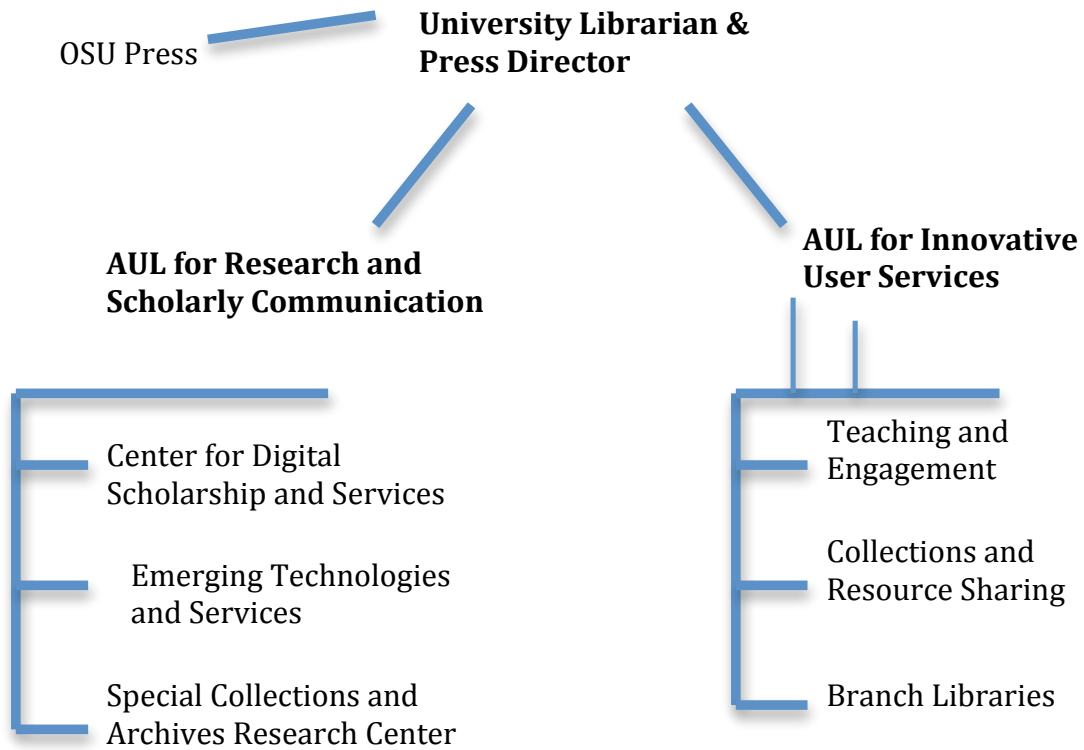 OSU Press
University Librarian &
Press Director
AUL for Research and
Scholarly Communication
AUL for Innovative
User Services
Center for Digital
Scholarship and Services
Emerging Technologies
and Services
Special Collections and
Archives Research Center
Teaching and
Engagement
Collections and
Resource Sharing
Branch Libraries